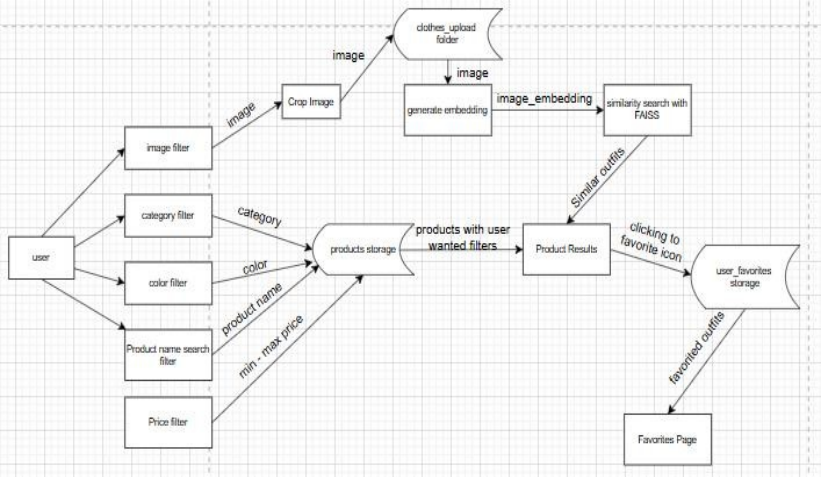 clothes_upload
folder
image
image
Crop Image
image
generate embedding
image_embedding
similarity search with
FAISS
image filter
Similar outfits
category filter
category
user
products storage
products with user
wanted filters
Product Results
clicking to
favorite icon
user_favorites
storage
color filter
color
product name
Product name search
filter
min - max price
Price filter
favorited outfits
Favorites Page